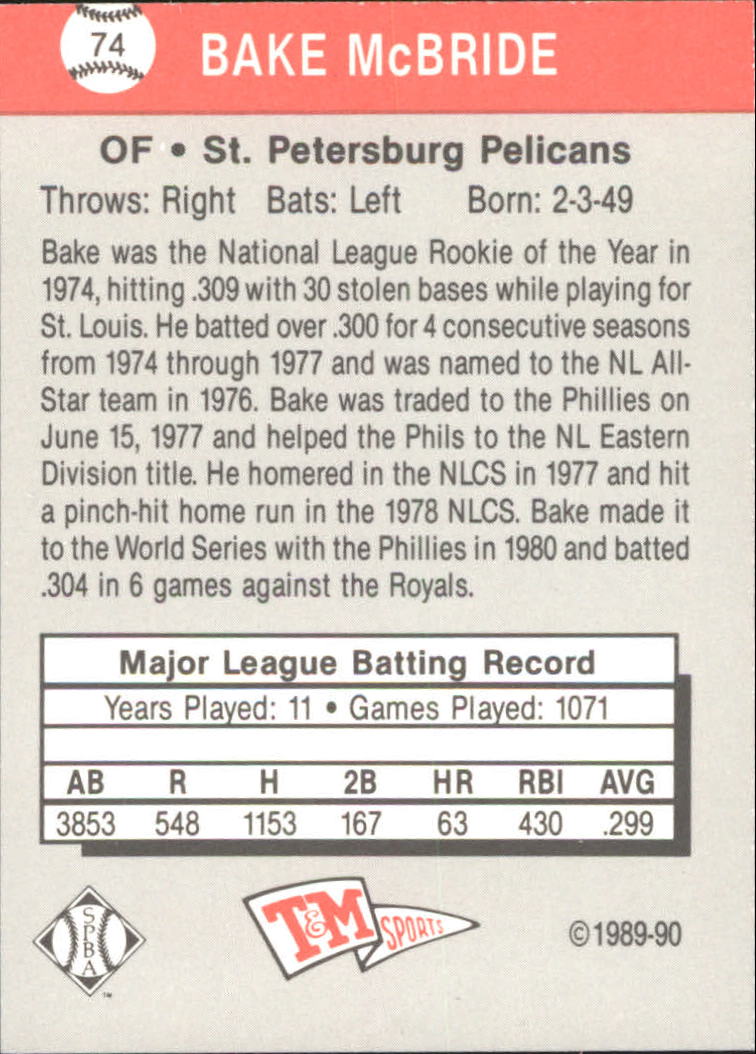 74
BAKE McBRIDE
OF • St. Petersburg Pelicans
Throws: Right Bats: Left Born: 2-3-49
Bake was the National League Rookie of the Year in
1974, hitting .309 with 30 stolen bases while playing for
St. Louis. He batted over .300 for 4 consecutive seasons
from 1974 through 1977 and was named to the NL All-
Star team in 1976. Bake was traded to the Phillies on
June 15, 1977 and helped the Phils to the NL Eastern
Division title. He homered in the NLCS in 1977 and hit
a pinch-hit home run in the 1978 NLCS. Bake made it
to the World Series with the Phillies in 1980 and batted
.304 in 6 games against the Royals.
Major League Batting Record
Years Played: 11 • Games Played: 1071
AB R H 2B HR RBI AVG
3853 548 1153 167 63 430 .299
SPBA ™
T&M SPORTS
©1989-90